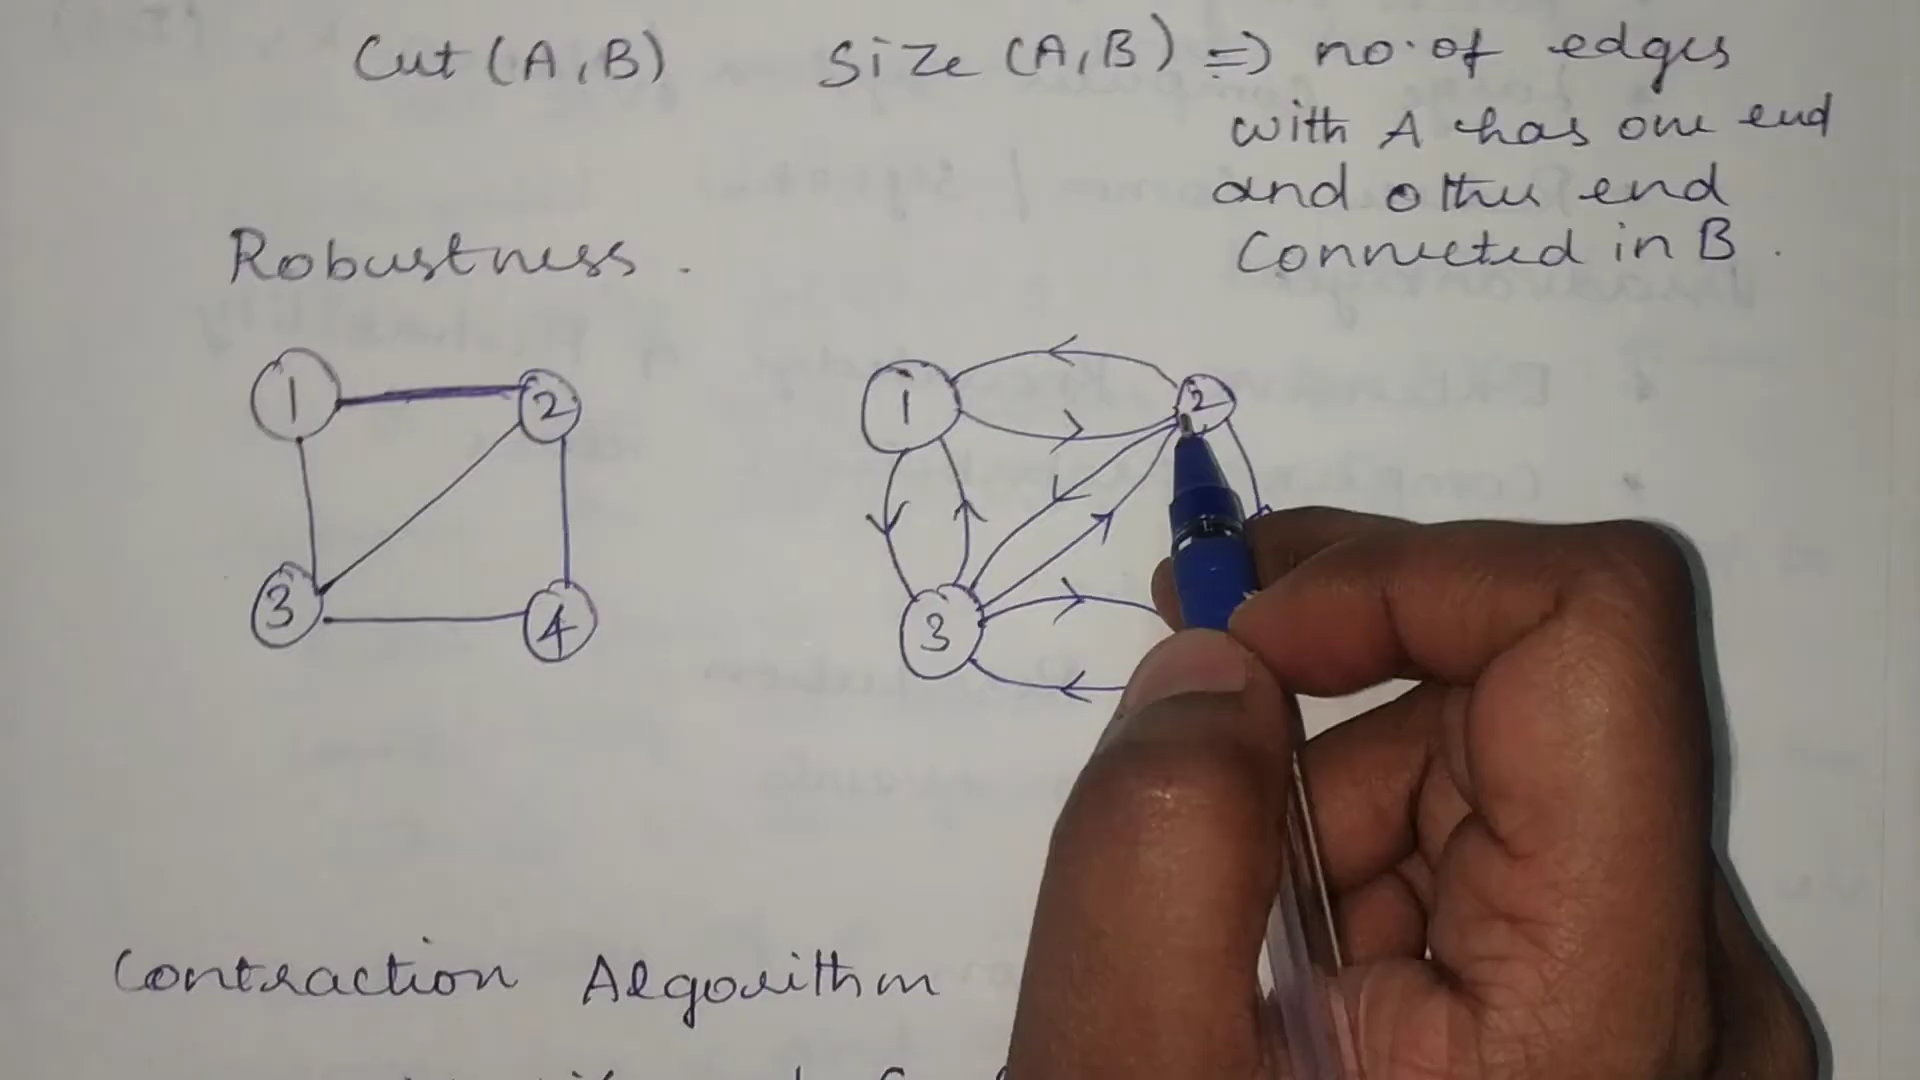 Cut (A,B) Size (A,B) => no. of edges
with A has one end
and other end
Connected in B.
Robustness.
1 2
3 4
1 2
3
Contraction Algorithm